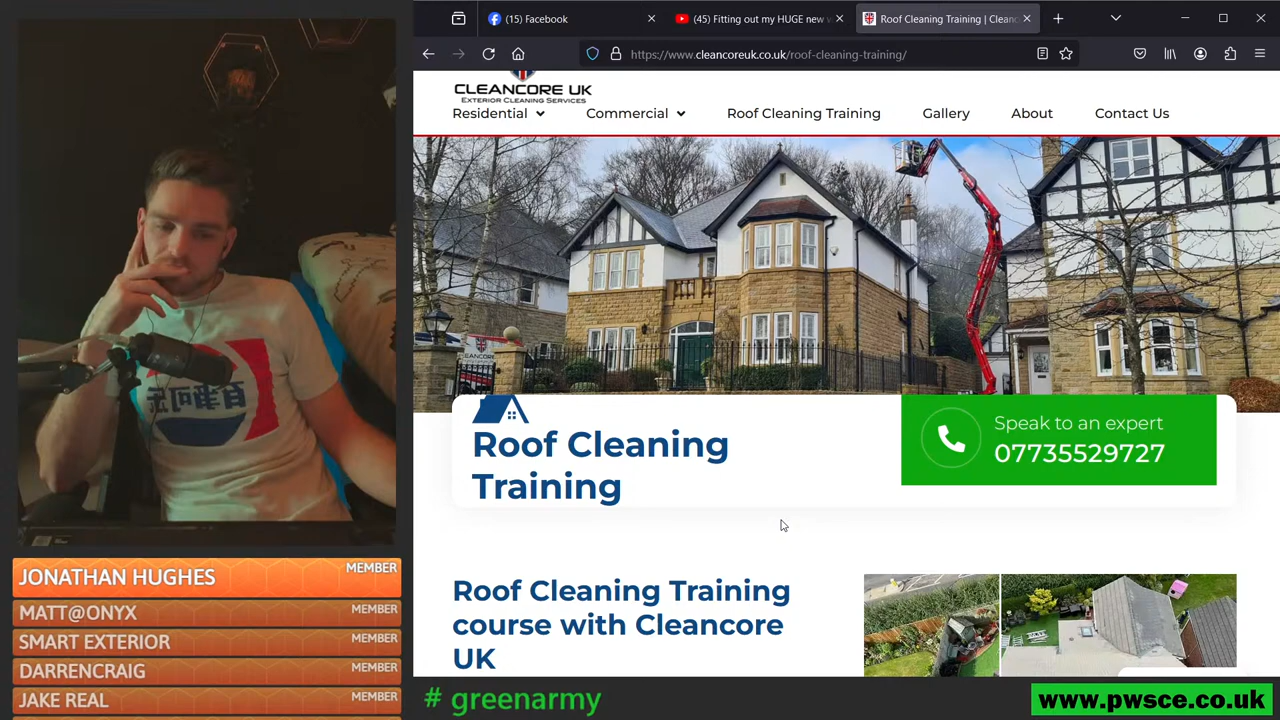 (15) Facebook
(45) Fitting out my HUGE new v
Roof Cleaning Training | Cleanc
https://www.cleancoreuk.co.uk/roof-cleaning-training/
CLEANCORE UK
EXTERIOR CLEANING SERVICES
Residential
Commercial
Roof Cleaning Training
Gallery
About
Contact Us
CLEANCORE
Roof Cleaning
Training
Speak to an expert
07735529727
Roof Cleaning Training
course with Cleancore
UK
JONATHAN HUGHES MEMBER
MATT@ONYX MEMBER
SMART EXTERIOR MEMBER
DARRENCRAIG MEMBER
JAKE REAL MEMBER
# greenarmy
www.pwsce.co.uk